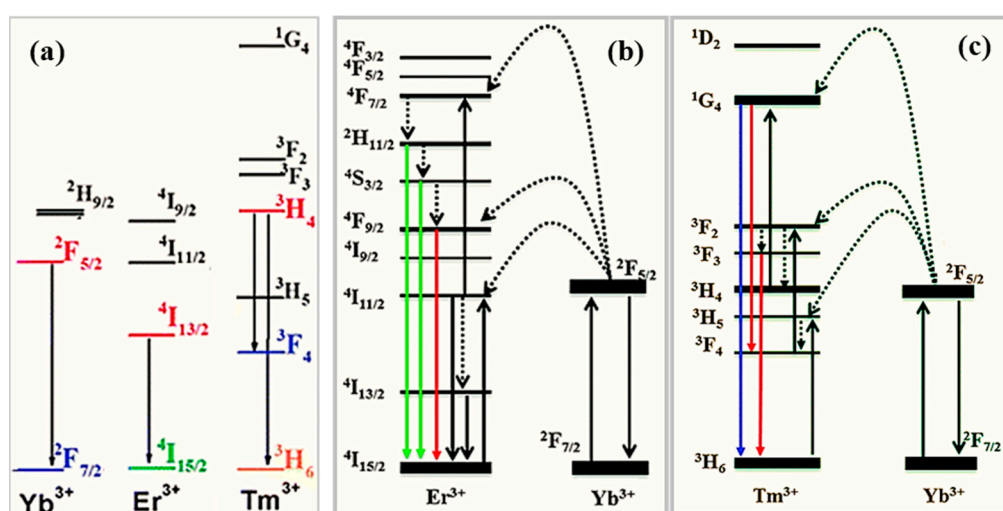 (a)
¹G₄
³F₂
³F₃
²H₉/₂
⁴I₉/₂
³H₄
²F₅/₂
⁴I₁₁/₂
³H₅
⁴I₁₃/₂
³F₄
²F₇/₂
⁴I₁₅/₂
³H₆
Yb³⁺
Er³⁺
Tm³⁺
(b)
⁴F₃/₂
⁴F₅/₂
⁴F₇/₂
²H₁₁/₂
⁴S₃/₂
⁴F₉/₂
⁴I₉/₂
²F₅/₂
⁴I₁₁/₂
⁴I₁₃/₂
²F₇/₂
⁴I₁₅/₂
Er³⁺
Yb³⁺
(c)
¹D₂
¹G₄
³F₂
³F₃
²F₅/₂
³H₄
³H₅
³F₄
²F₇/₂
³H₆
Tm³⁺
Yb³⁺